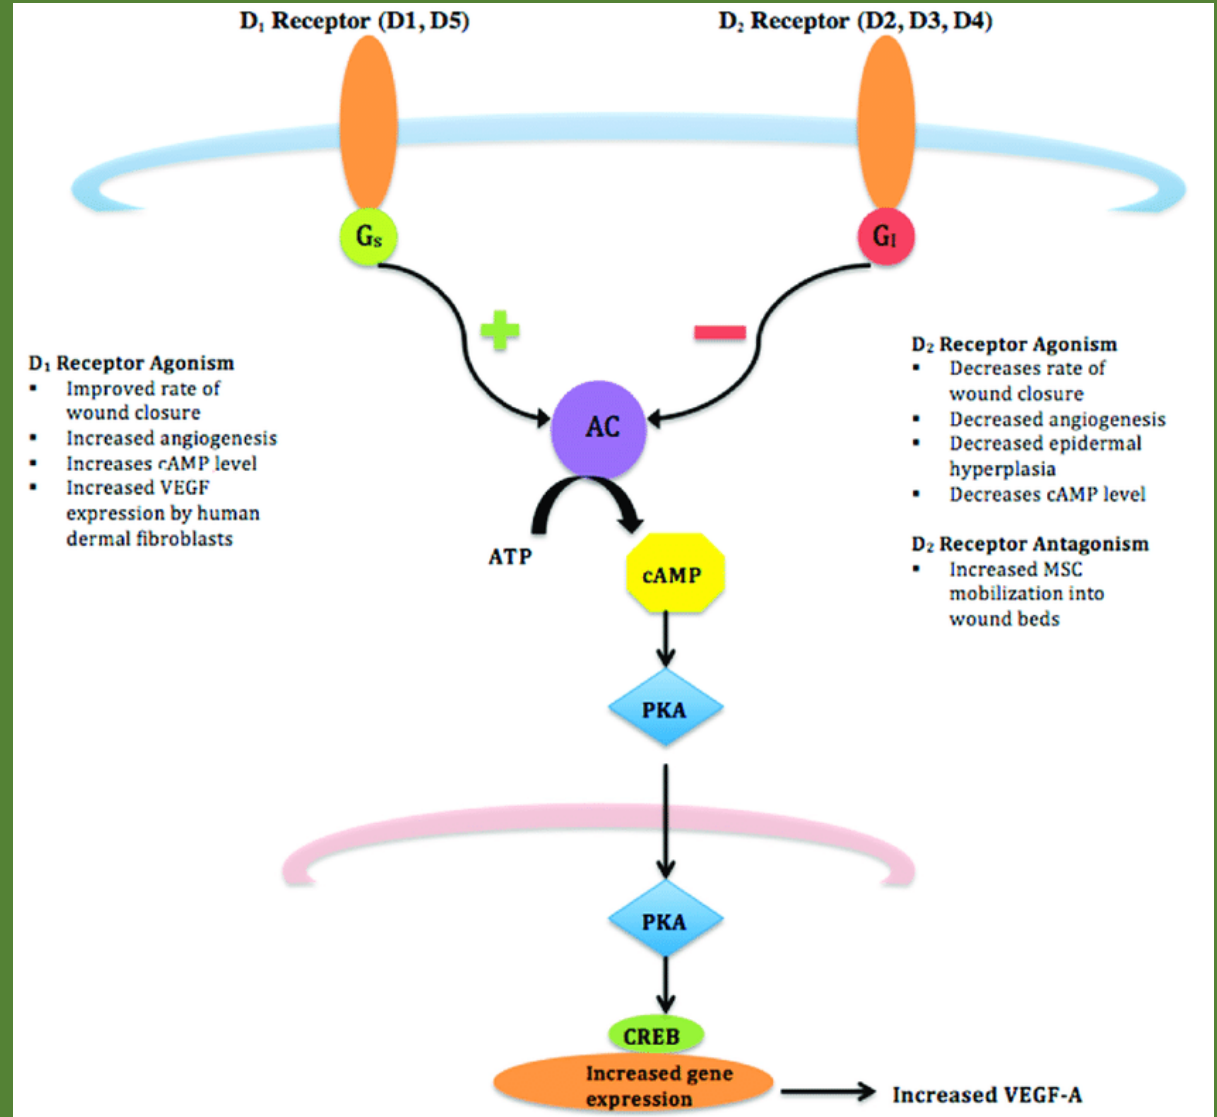 D₁ Receptor (D1, D5)
D₂ Receptor (D2, D3, D4)
Gs
GI
D₁ Receptor Agonism
▪ Improved rate of
wound closure
▪ Increased angiogenesis
▪ Increases cAMP level
▪ Increased VEGF
expression by human
dermal fibroblasts
AC
ATP
cAMP
D₂ Receptor Agonism
▪ Decreases rate of
wound closure
▪ Decreased angiogenesis
▪ Decreased epidermal
hyperplasia
▪ Decreases cAMP level
D₂ Receptor Antagonism
▪ Increased MSC
mobilization into
wound beds
PKA
PKA
CREB
Increased gene
expression
Increased VEGF-A